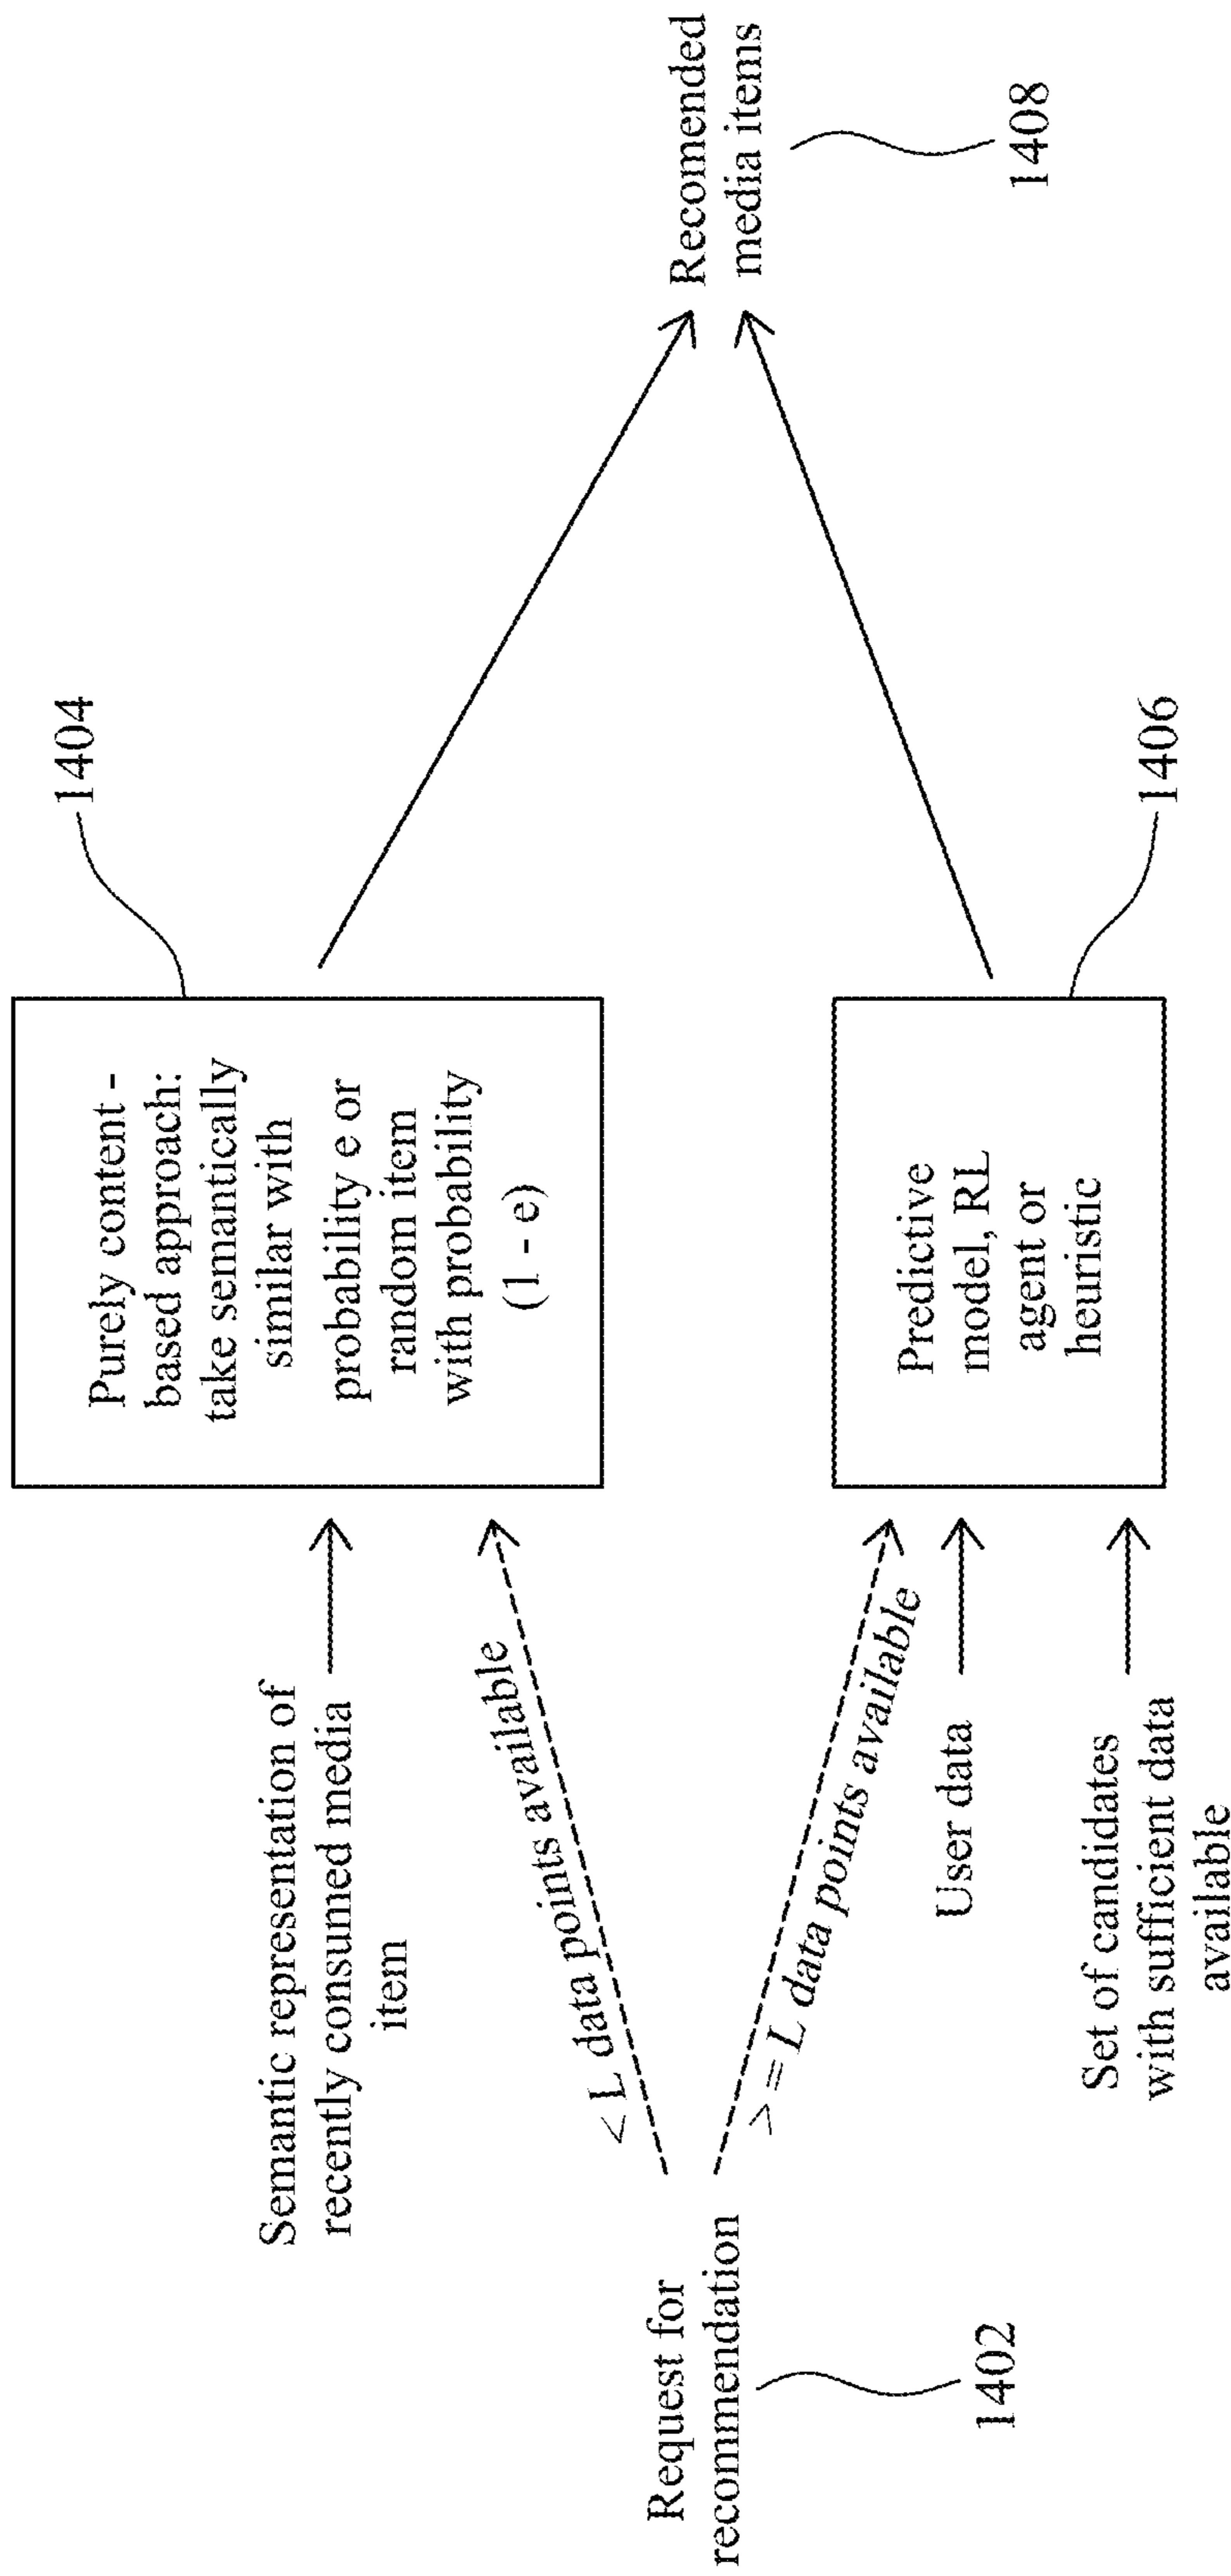 Request for
recommendation
1402
Semantic representation of
recently consumed media
item
< L data points available
> = L data points available
User data
Set of candidates
with sufficient data
available
Purely content -
based approach:
take semantically
similar with
probability e or
random item
with probability
(1 - e)
1404
Predictive
model, RL
agent or
heuristic
1406
Recomended
media items
1408